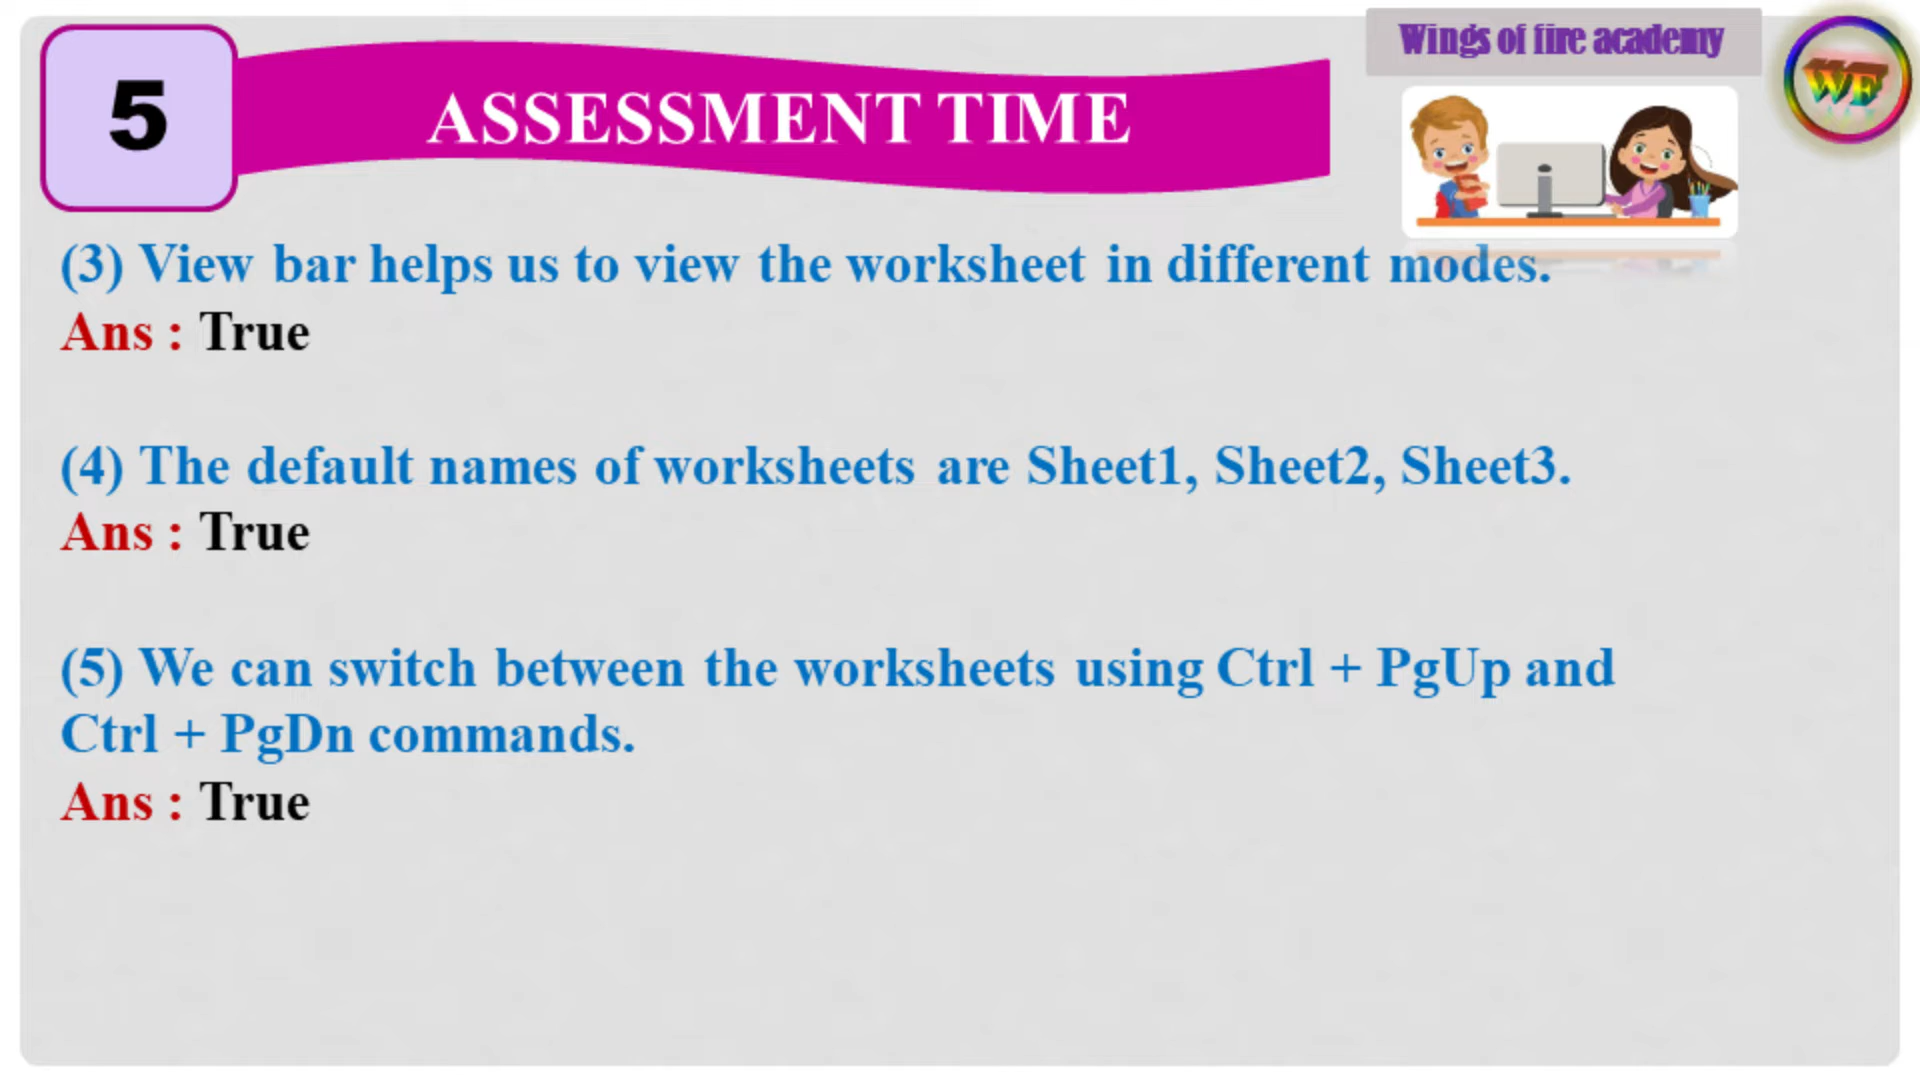 5
ASSESSMENT TIME
Wings of fire academy
WE
(3) View bar helps us to view the worksheet in different modes.
Ans : True
(4) The default names of worksheets are Sheet1, Sheet2, Sheet3.
Ans : True
(5) We can switch between the worksheets using Ctrl + PgUp and
Ctrl + PgDn commands.
Ans : True